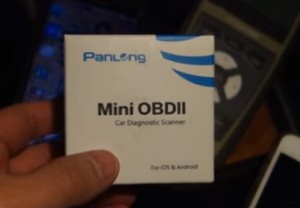 PanLong
Mini OBDII
Car Diagnostic Scanner
For iOS & Android